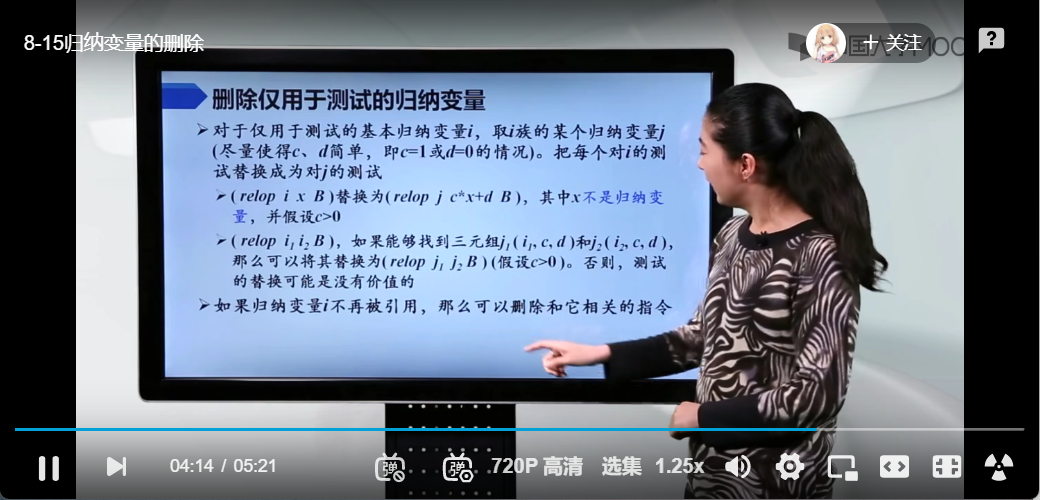 8-15归纳变量的删除
+ 关注
国大学MOOC
?
删除仅用于测试的归纳变量
➢对于仅用于测试的基本归纳变量i，取i族的某个归纳变量j
(尽量使得c、d简单，即c=1或d=0的情况)。把每个对i的测
试替换成为对j的测试
➢(relop i x B)替换为(relop j c*x+d B)，其中x不是归纳变
量，并假设c>0
➢(relop i₁ i₂ B)，如果能够找到三元组j₁(i₁, c, d)和j₂(i₂, c, d)，
那么可以将其替换为(relop j₁ j₂ B)(假设c>0)。否则，测试
的替换可能是没有价值的
➢如果归纳变量i不再被引用，那么可以删除和它相关的指令
04:14 / 05:21
弹
弹
720P 高清
选集
1.25x